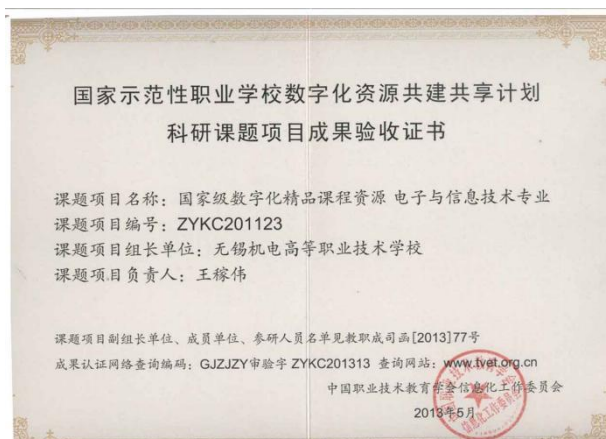 国家示范性职业学校数字化资源共建共享计划
科研课题项目成果验收证书
课题项目名称：国家级数字化精品课程资源 电子与信息技术专业
课题项目编号：ZYKC201123
课题项目组长单位：无锡机电高等职业技术学校
课题项目负责人：王稼伟
课题项目副组长单位、成员单位、参研人员名单见教职成司函[2013]77号
成果认证网络查询编码：GJZJZY审验字 ZYKC201313 查询网站：www.tvet.org.cn
中国职业技术教育学会信息化工作委员会
2013年5月